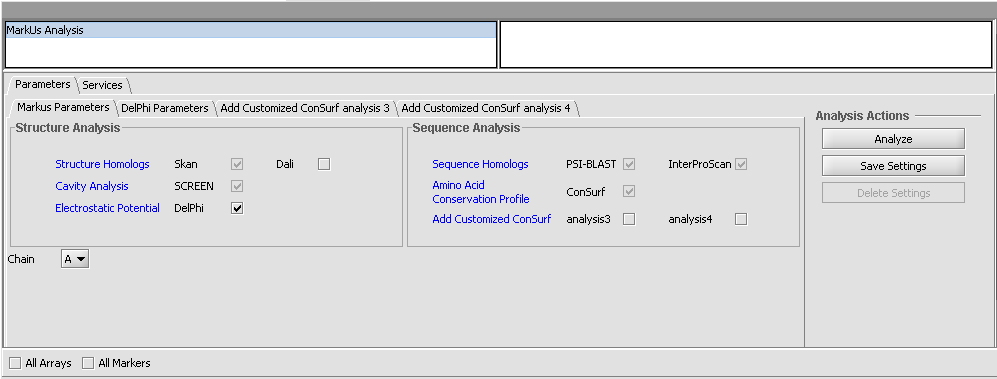 MarkUs Analysis
Parameters Services
Markus Parameters DelPhi Parameters Add Customized ConSurf analysis 3 Add Customized ConSurf analysis 4
Structure Analysis
Structure Homologs Skan Dali
Cavity Analysis SCREEN
Electrostatic Potential DelPhi
Sequence Analysis
Sequence Homologs PSI-BLAST InterProScan
Amino Acid
Conservation Profile ConSurf
Add Customized ConSurf analysis3 analysis4
Analysis Actions
Analyze
Save Settings
Delete Settings
Chain A
All Arrays All Markers